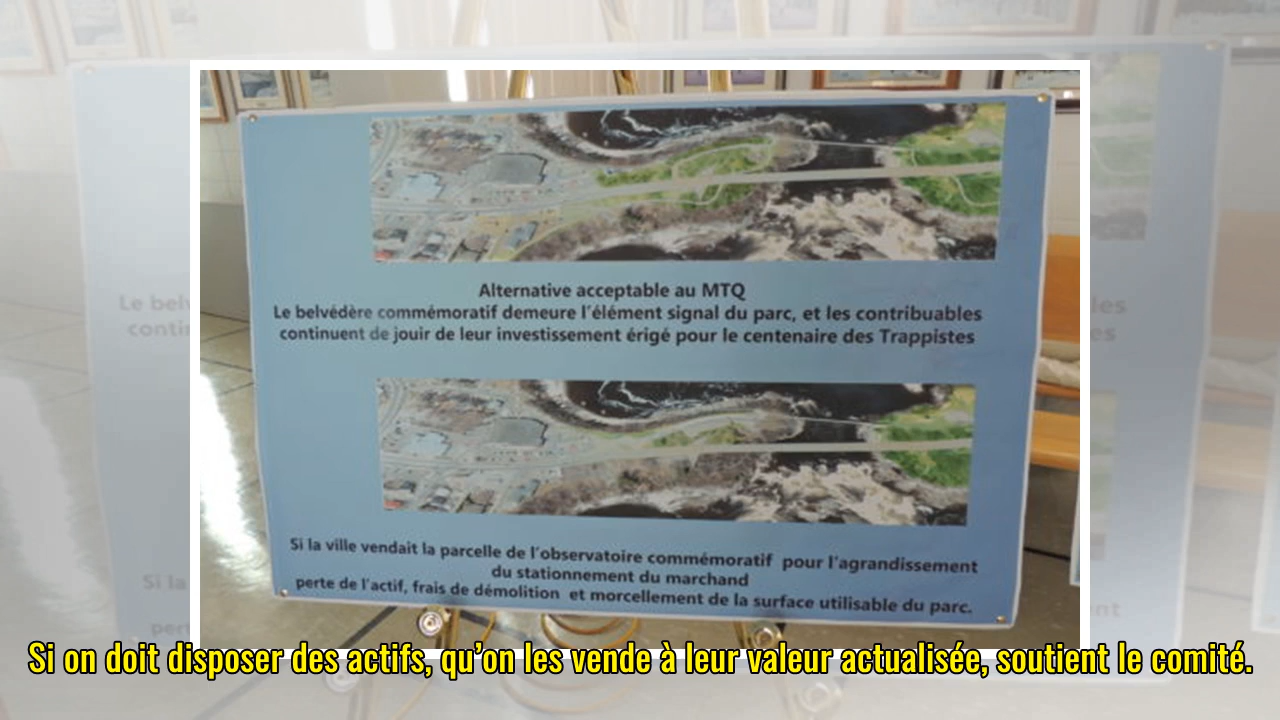 Alternative acceptable au MTQ
Le belvédère commémoratif demeure l'élément signal du parc, et les contribuables
continuent de jouir de leur investissement érigé pour le centenaire des Trappistes
Si la ville vendait la parcelle de l'observatoire commémoratif pour l'agrandissement
du stationnement du marchand
perte de l'actif, frais de démolition et morcellement de la surface utilisable du parc.
Si on doit disposer des actifs, qu’on les vende à leur valeur actualisée, soutient le comité.